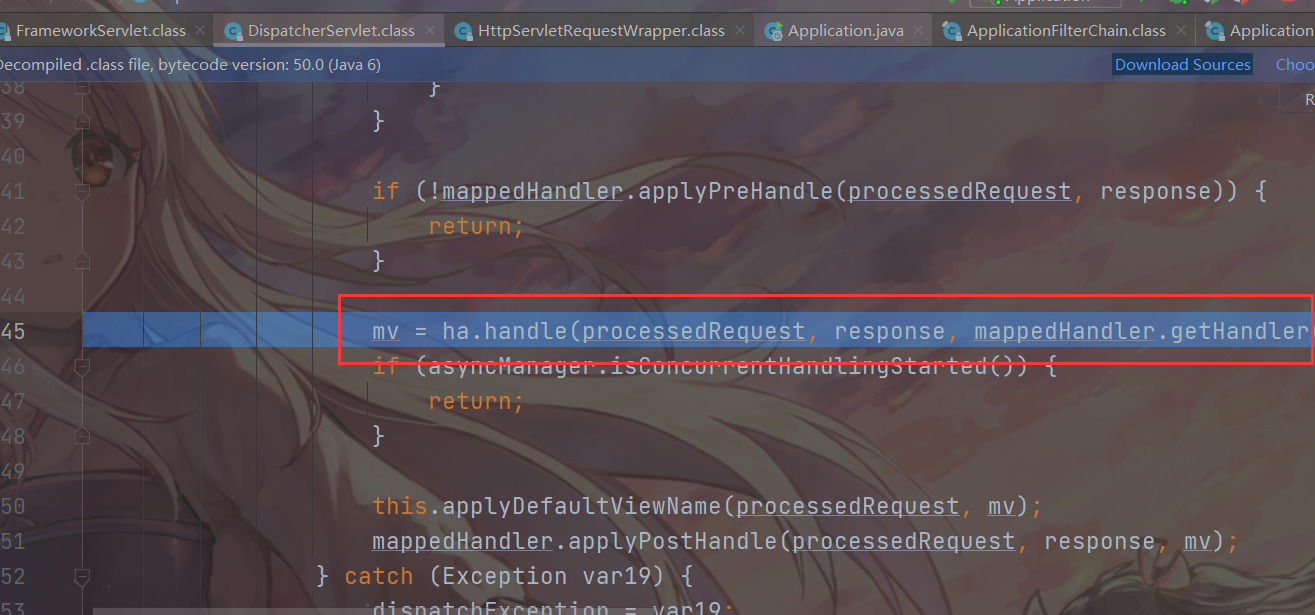 Application
FrameworkServlet.class DispatcherServlet.class HttpServletRequestWrapper.class Application.java ApplicationFilterChain.class Application
Decompiled .class file, bytecode version: 50.0 (Java 6) Download Sources Choo
38 }
39 }
R
40
41 if (!mappedHandler.applyPreHandle(processedRequest, response)) {
42 return;
43 }
44
45 mv = ha.handle(processedRequest, response, mappedHandler.getHandler
46 if (asyncManager.isConcurrentHandlingStarted()) {
47 return;
48 }
49
50 this.applyDefaultViewName(processedRequest, mv);
51 mappedHandler.applyPostHandle(processedRequest, response, mv);
52 } catch (Exception var19) {
53 dispatchException = var19;